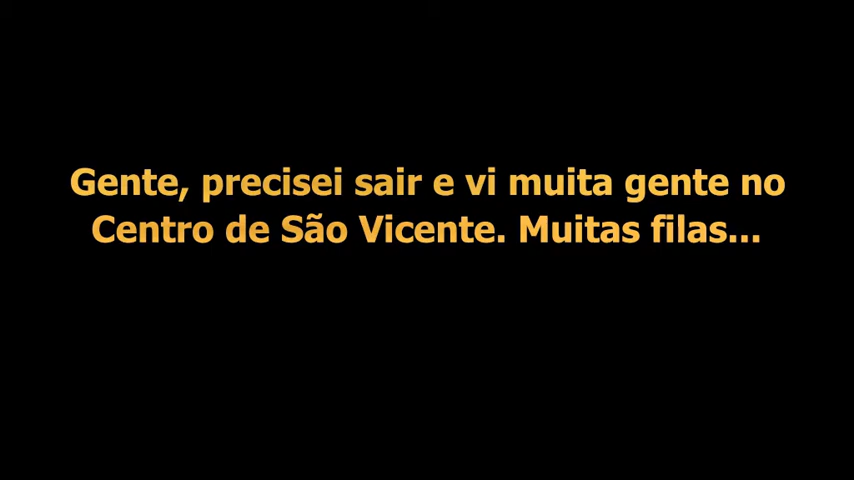 Gente, precisei sair e vi muita gente no
Centro de São Vicente. Muitas filas...